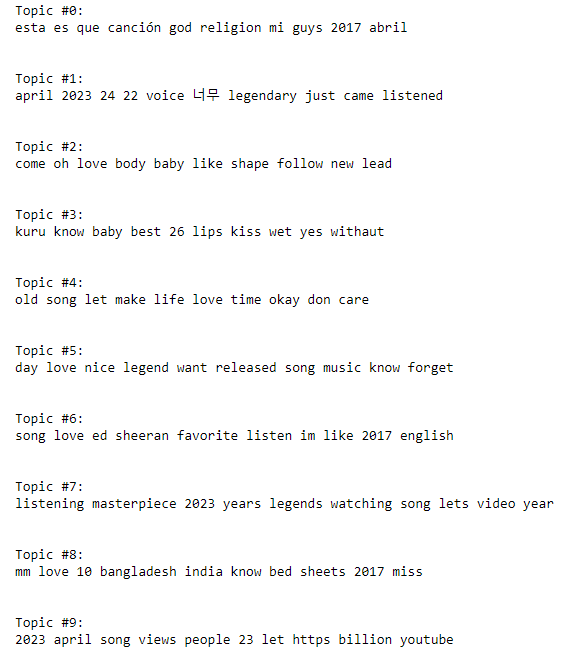 Topic #0:
esta es que canción god religion mi guys 2017 abril
Topic #1:
april 2023 24 22 voice 너무 legendary just came listened
Topic #2:
come oh love body baby like shape follow new lead
Topic #3:
kuru know baby best 26 lips kiss wet yes withaut
Topic #4:
old song let make life love time okay don care
Topic #5:
day love nice legend want released song music know forget
Topic #6:
song love ed sheeran favorite listen im like 2017 english
Topic #7:
listening masterpiece 2023 years legends watching song lets video year
Topic #8:
mm love 10 bangladesh india know bed sheets 2017 miss
Topic #9:
2023 april song views people 23 let https billion youtube